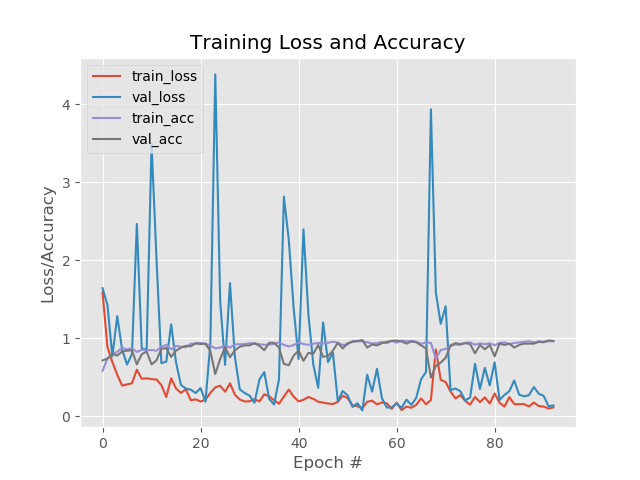 Training Loss and Accuracy
train_loss
val_loss
train_acc
val_acc
4
3
2
1
0
Loss/Accuracy
0 20 40 60 80
Epoch #